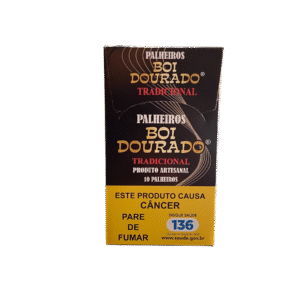 PALHEIROS
BOI
DOURADO®
TRADICIONAL
PALHEIROS
BOI
DOURADO®
TRADICIONAL
PRODUTO ARTESANAL
10 PALHEIROS
ESTE PRODUTO CAUSA
CÂNCER
PARE
DE
FUMAR
DISQUE SAÚDE
136
www.saude.gov.br